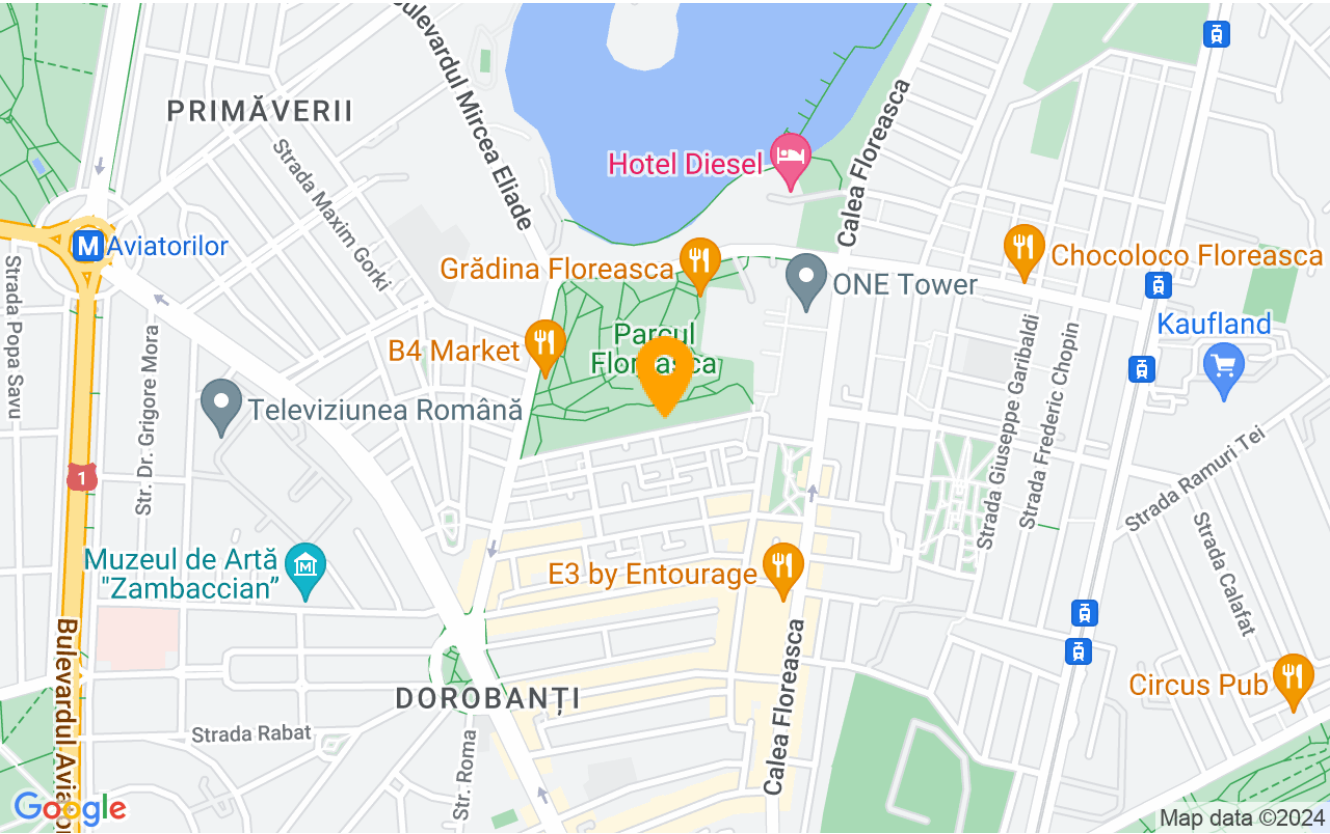 Bulevardul Mircea Eliade
PRIMĂVERII
Strada Maxim Gorki
Hotel Diesel
Calea Floreasca
M
Aviatorilor
Strada Popa Savu
Grădina Floreasca
Chocoloco Floreasca
ONE Tower
Kaufland
Parcul
Floreasca
B4 Market
Televiziunea Română
Str. Dr. Grigore Mora
Strada Giuseppe Garibaldi
Strada Frederic Chopin
Strada Ramuri Tei
1
Strada Calafat
Muzeul de Artă
"Zambaccian”
E3 by Entourage
Bulevardul Aviatorilor
Calea Floreasca
DOROBANȚI
Circus Pub
Strada Rabat
Str. Roma
Google
Map data ©2024